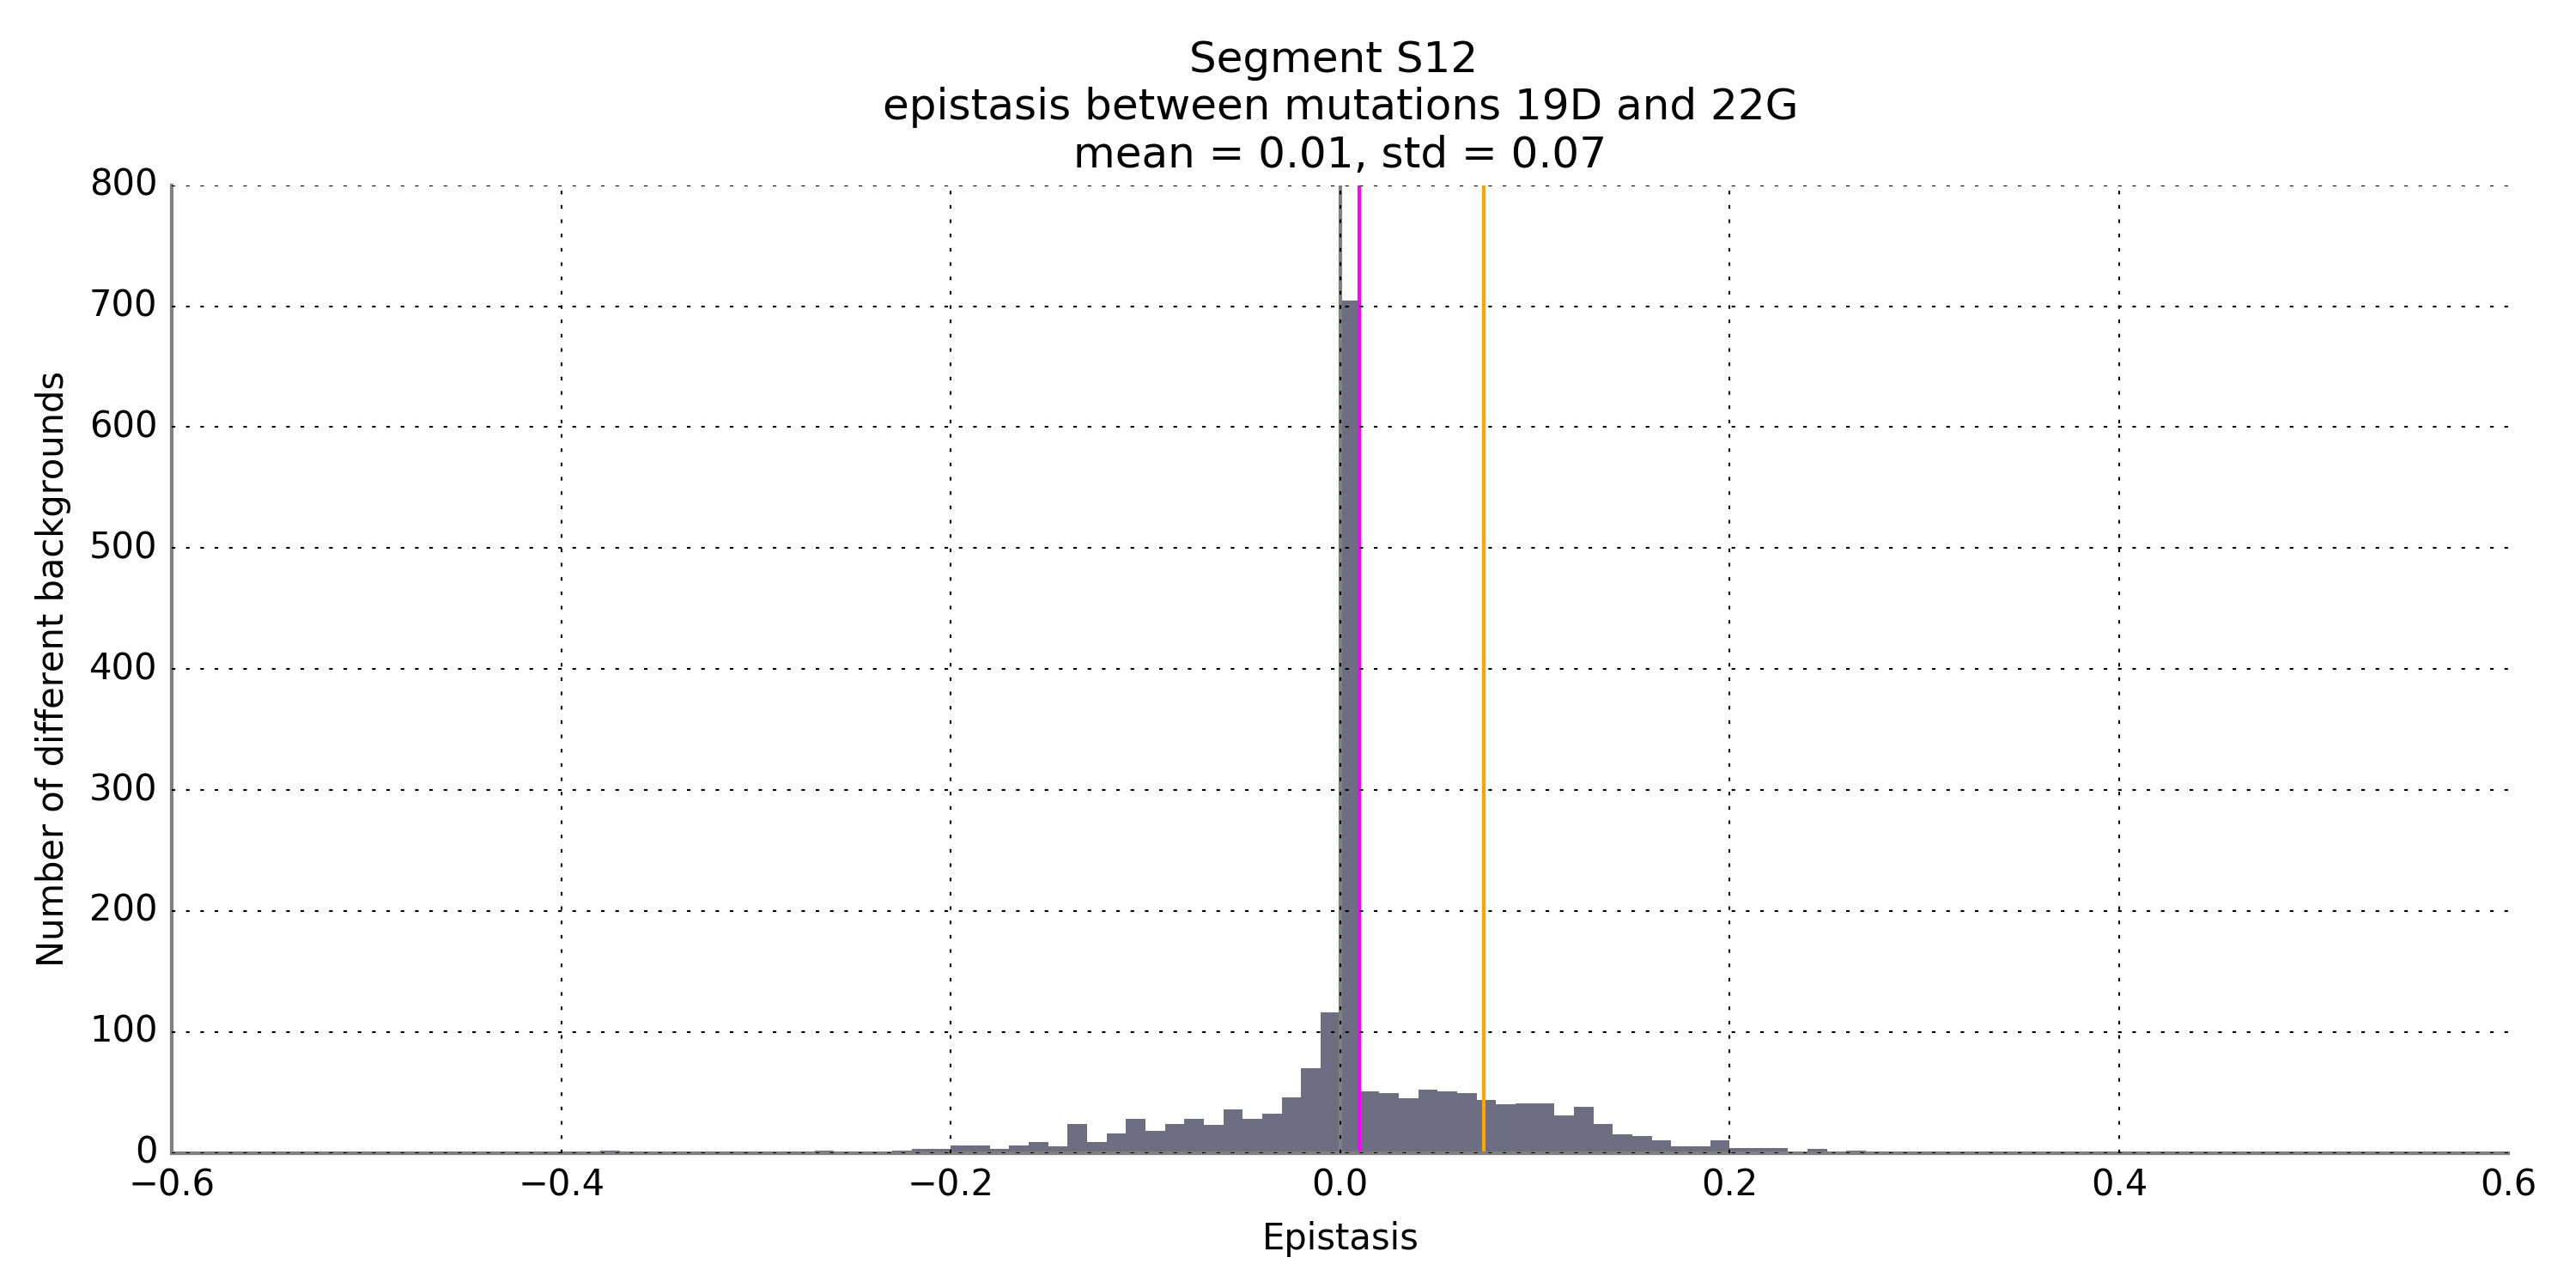 Segment S12
epistasis between mutations 19D and 22G
mean = 0.01, std = 0.07
800
700
600
500
400
300
200
100
0
Number of different backgrounds
−0.6 −0.4 −0.2 0.0 0.2 0.4 0.6
Epistasis